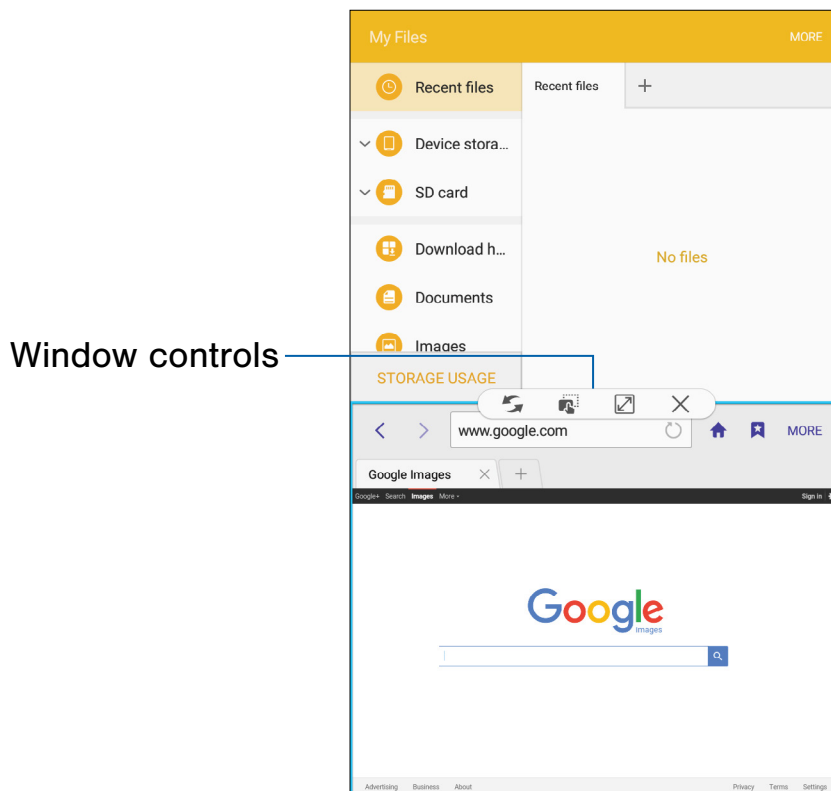 My Files MORE
Recent files
Recent files +
Device stora...
SD card
Download h...
No files
Documents
Images
Window controls
STORAGE USAGE
www.google.com MORE
Google Images
Google+ Search Images More Sign in
Google
images
Advertising Business About Privacy Terms Settings